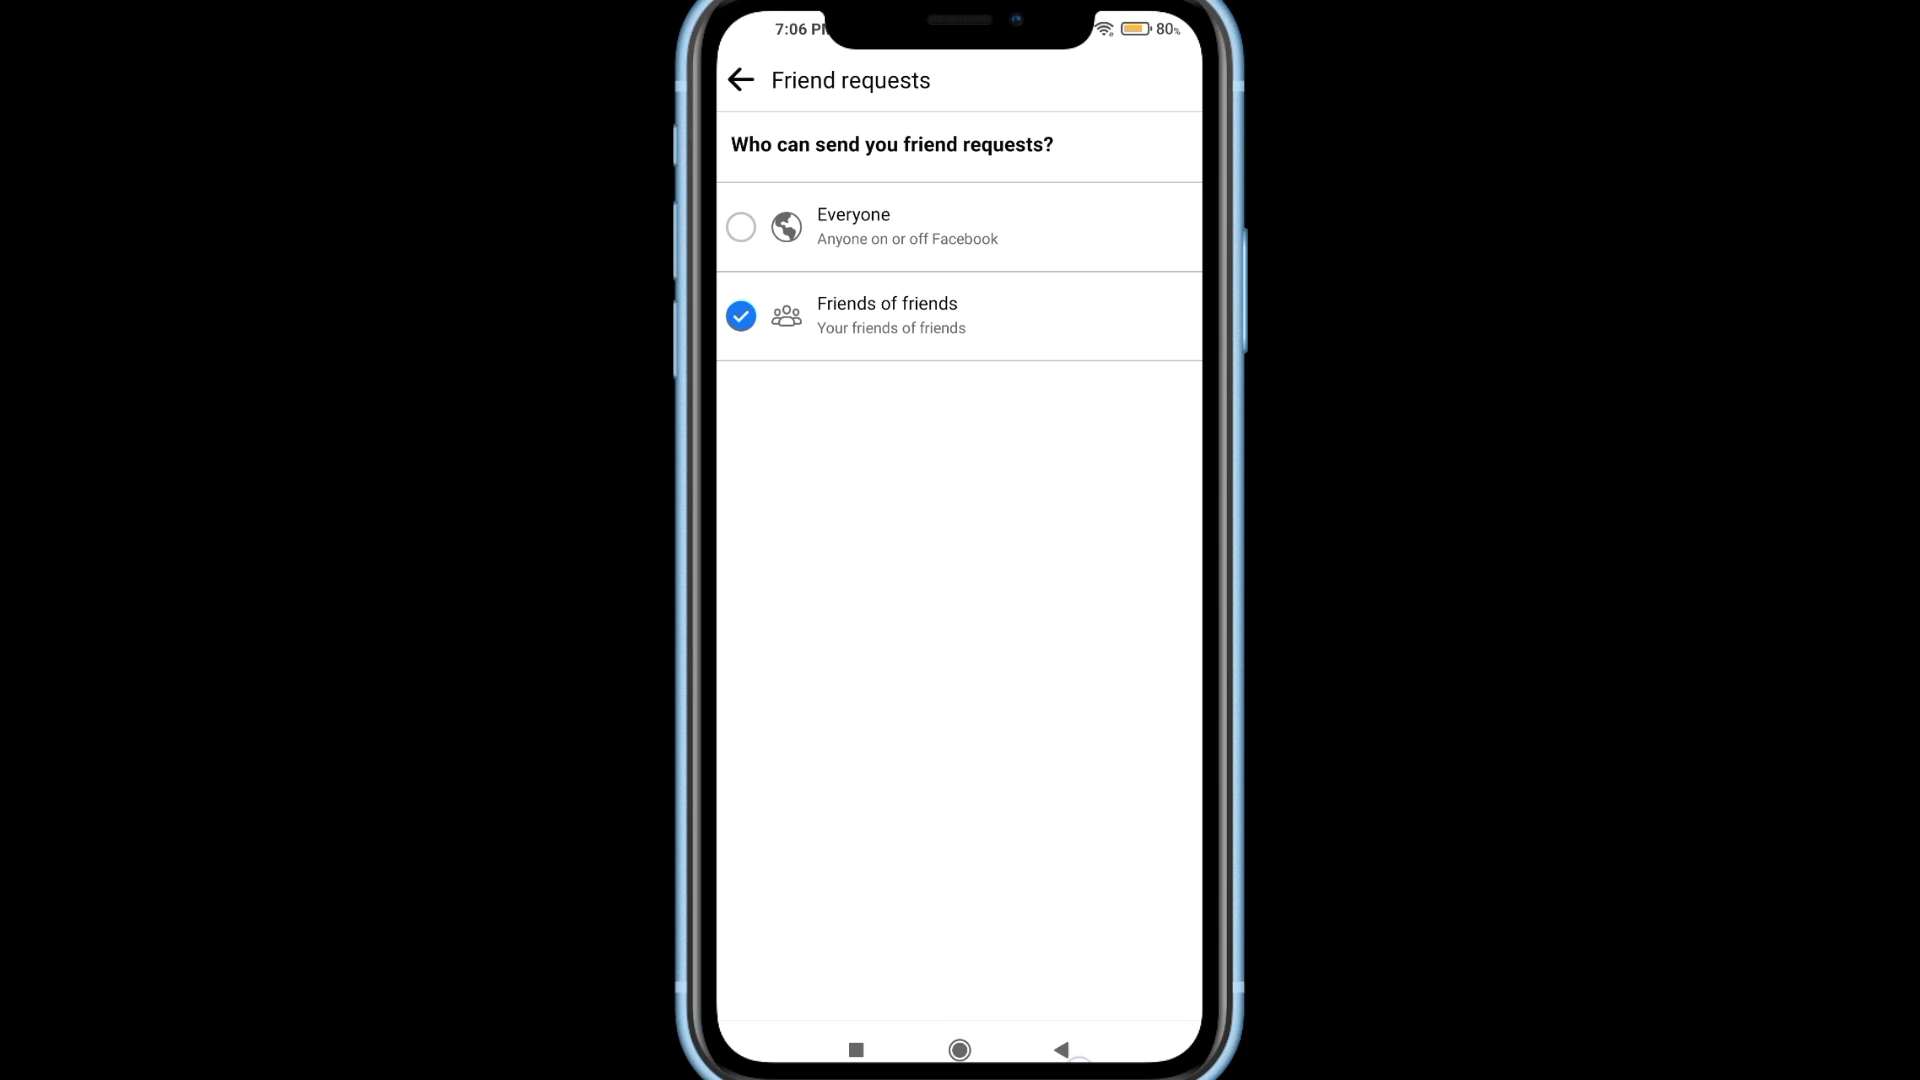 7:06
80%
Friend requests
Who can send you friend requests?
Everyone
Anyone on or off Facebook
Friends of friends
Your friends of friends